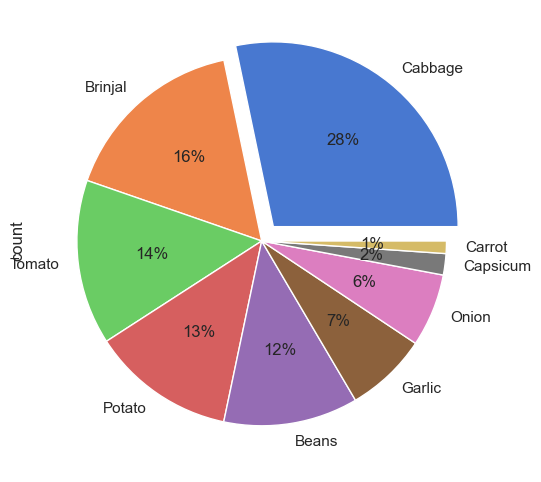 Cabbage
28%
Brinjal
16%
count
Tomato
14%
Potato
13%
Beans
12%
Garlic
7%
Onion
6%
Capsicum
2%
Carrot
1%